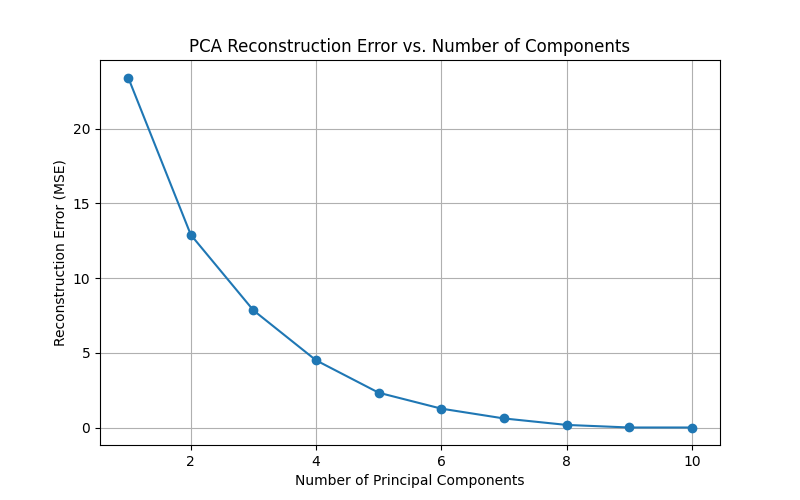 PCA Reconstruction Error vs. Number of Components
Reconstruction Error (MSE)
20
15
10
5
0
2 4 6 8 10
Number of Principal Components